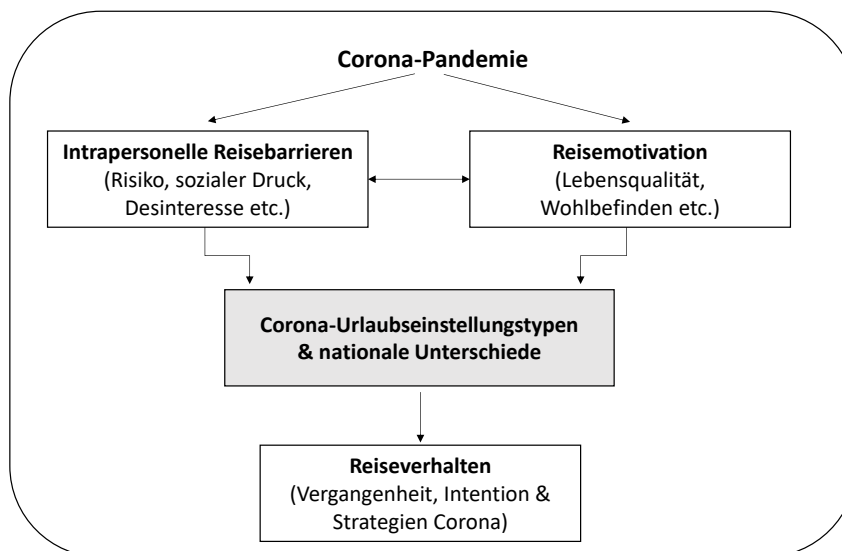 Corona-Pandemie
Intrapersonelle Reisebarrieren
(Risiko, sozialer Druck,
Desinteresse etc.)
Reisemotivation
(Lebensqualität,
Wohlbefinden etc.)
Corona-Urlaubseinstellungstypen
& nationale Unterschiede
Reiseverhalten
(Vergangenheit, Intention &
Strategien Corona)